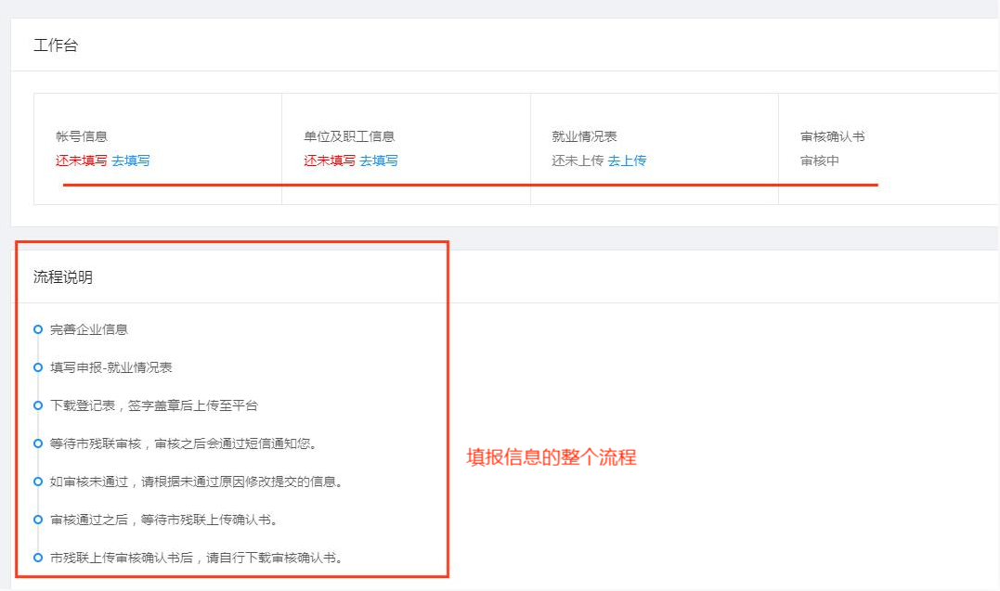 工作台
帐号信息
还未填写 去填写
单位及职工信息
还未填写 去填写
就业情况表
还未上传 去上传
审核确认书
审核中
流程说明
完善企业信息
填写申报-就业情况表
下载登记表，签字盖章后上传至平台
等待市残联审核，审核之后会通过短信通知您。
如审核未通过，请根据未通过原因修改提交的信息。
审核通过之后，等待市残联上传确认书。
市残联上传审核确认书后，请自行下载审核确认书。
填报信息的整个流程